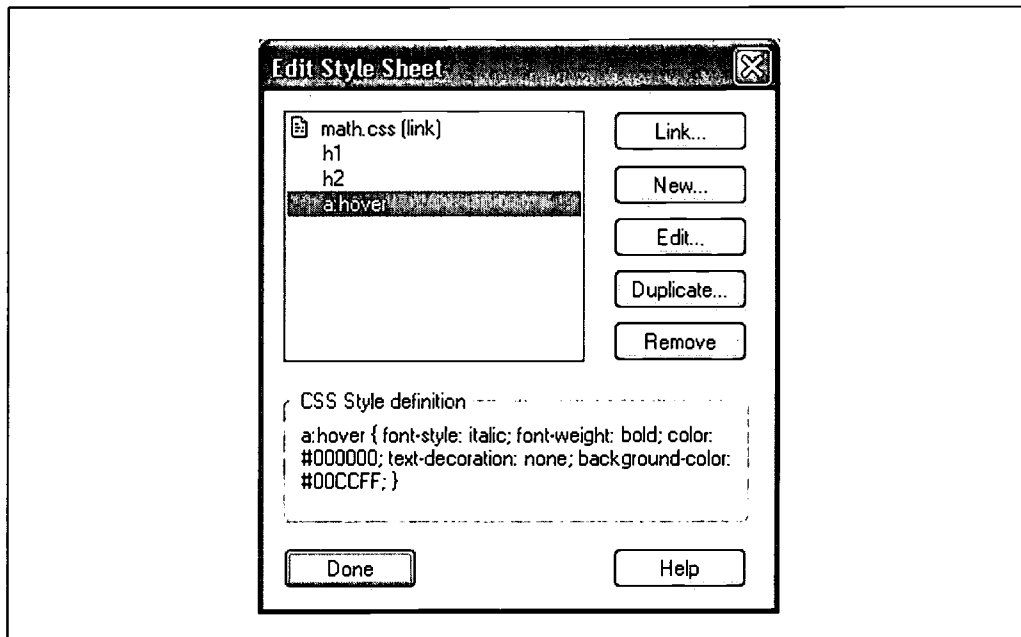 Edit Style Sheet
math.css (link)
h1
h2
a:hover
Link...
New...
Edit...
Duplicate...
Remove
CSS Style definition
a:hover { font-style: italic; font-weight: bold; color:
#000000; text-decoration: none; background-color:
#00CCFF; }
Done
Help